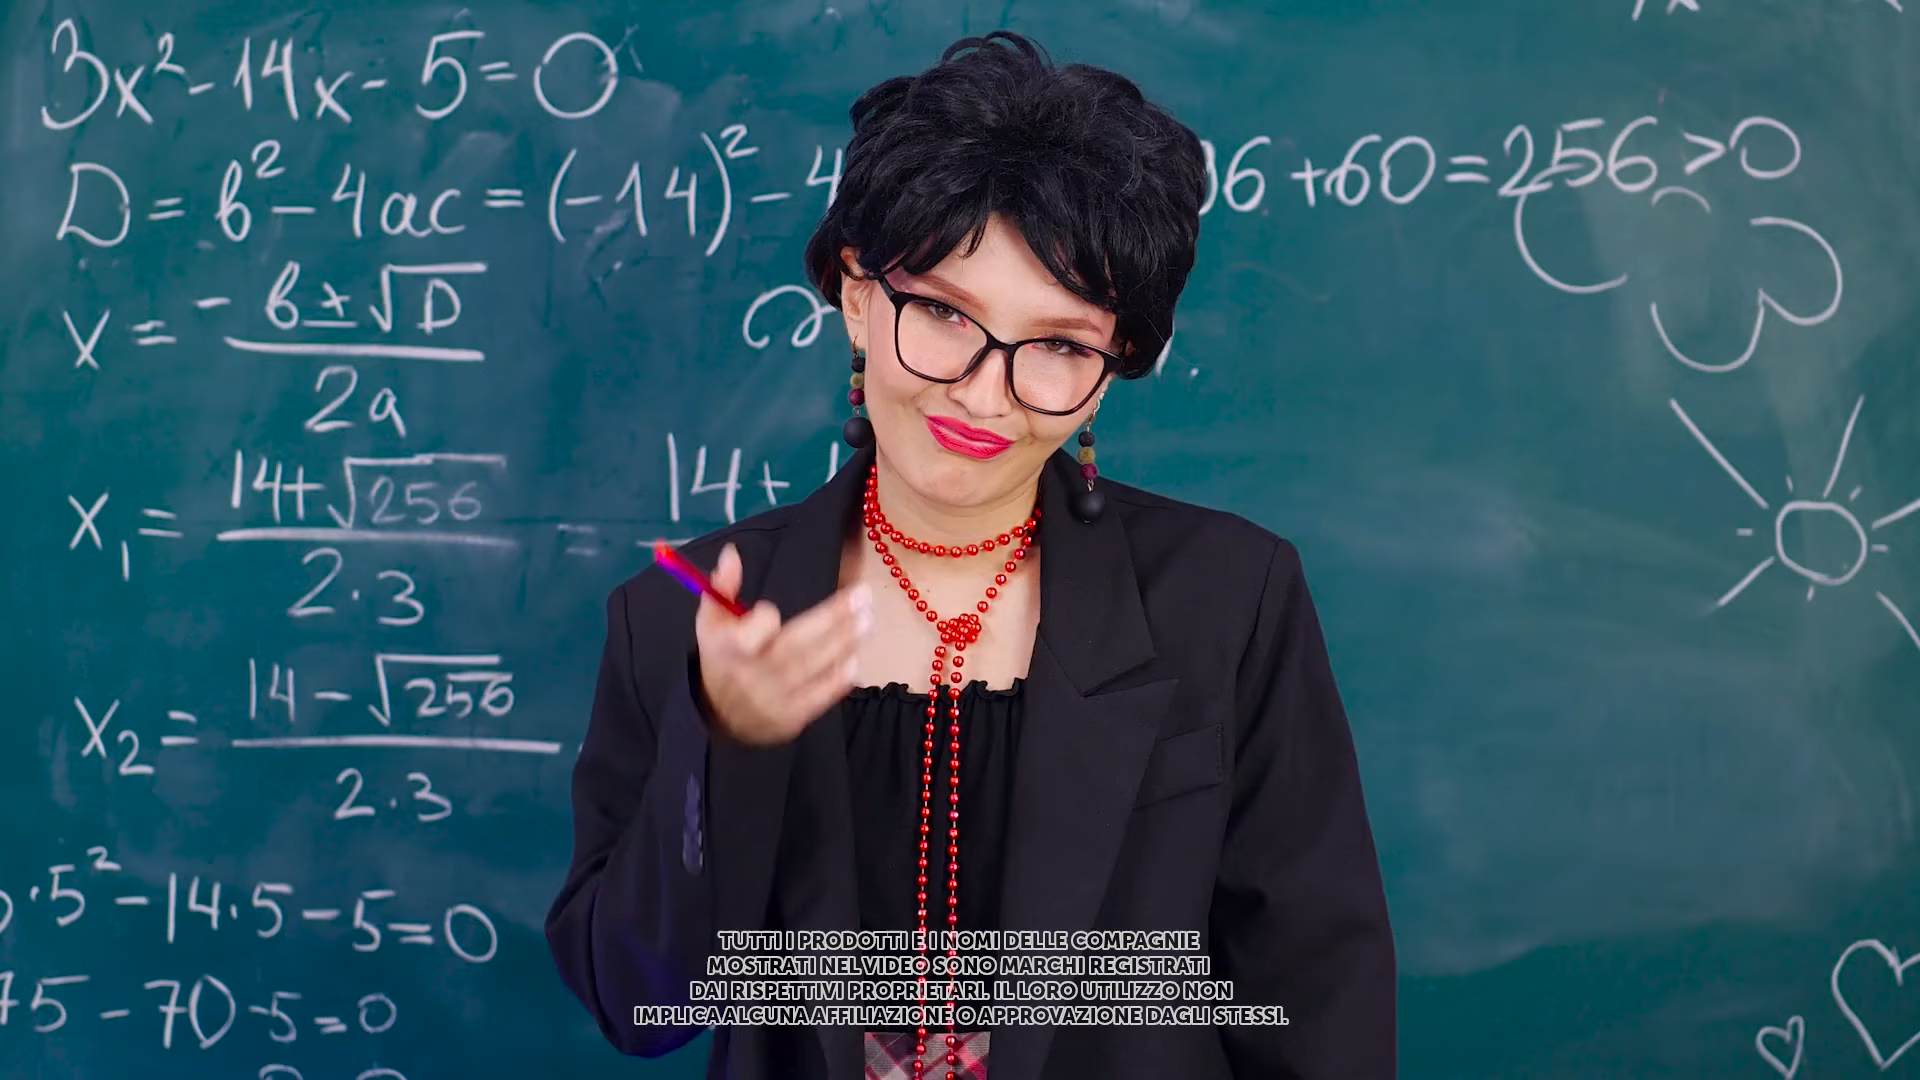 3x²-14x-5=0
D=b²-4ac=(-14)²-4
96+60=256>0
x = -b±√D / 2a
x₁ = 14+√256 / 2·3 = 14+
x₂ = 14-√256 / 2·3
·5²-14·5-5=0
75-70-5=0
TUTTI I PRODOTTI E I NOMI DELLE COMPAGNIE
MOSTRATI NEL VIDEO SONO MARCHI REGISTRATI
DAI RISPETTIVI PROPRIETARI. IL LORO UTILIZZO NON
IMPLICA ALCUNA AFFILIAZIONE O APPROVAZIONE DAGLI STESSI.